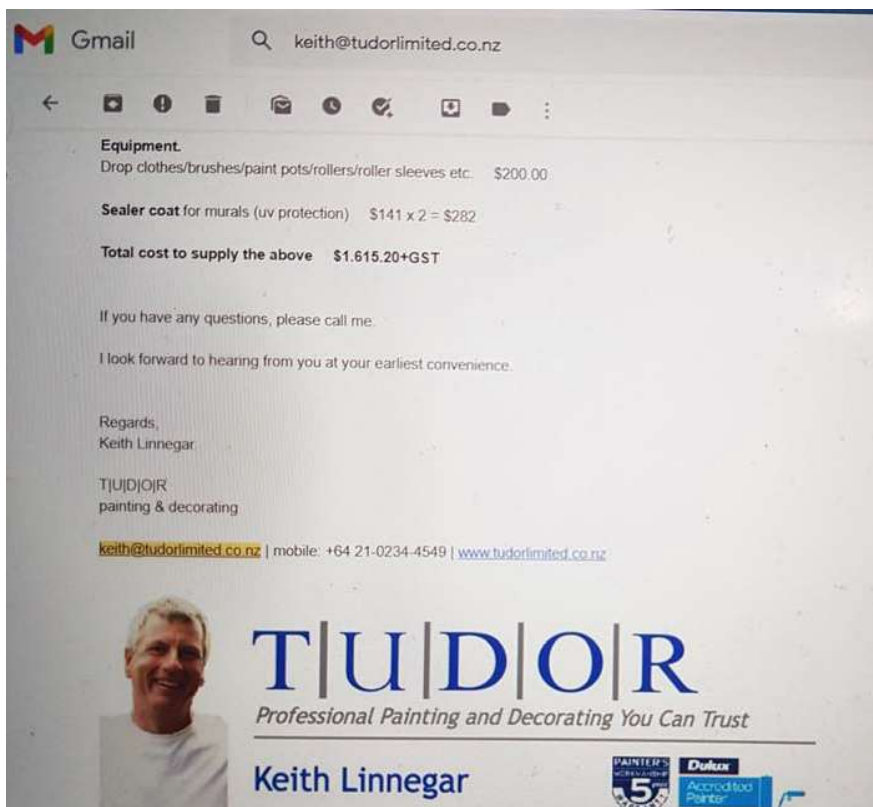 Gmail
keith@tudorlimited.co.nz
Equipment.
Drop clothes/brushes/paint pots/rollers/roller sleeves etc. $200.00
Sealer coat for murals (uv protection) $141 x 2 = $282
Total cost to supply the above $1.615.20+GST
If you have any questions, please call me.
I look forward to hearing from you at your earliest convenience.
Regards,
Keith Linnegar
T|U|D|O|R
painting & decorating
keith@tudorlimited.co.nz | mobile: +64 21-0234-4549 | www.tudorlimited.co.nz
T|U|D|O|R
Professional Painting and Decorating You Can Trust
Keith Linnegar
PAINTER'S
5
Dulux
Accredited
Painter